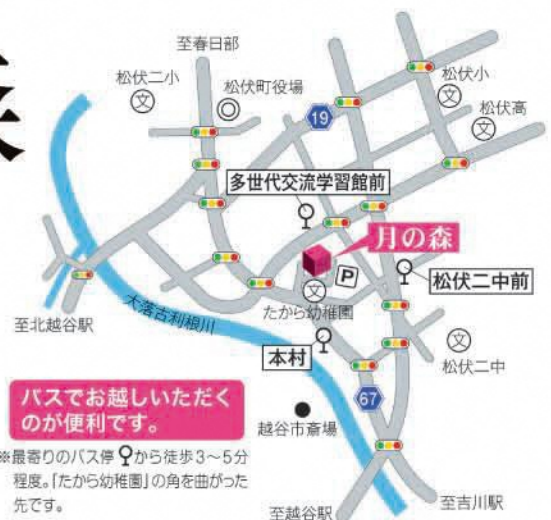 至春日部
松伏二小
文
松伏町役場
松伏小
文
松伏高
文
19
多世代交流学習館前
月の森
P
松伏二中前
文
たから幼稚園
至北越谷駅
大落古利根川
本村
文
松伏二中
67
バスでお越しいただく
のが便利です。
越谷市斎場
※最寄りのバス停から徒歩3〜5分
程度。「たから幼稚園」の角を曲がった
先です。
至越谷駅
至吉川駅